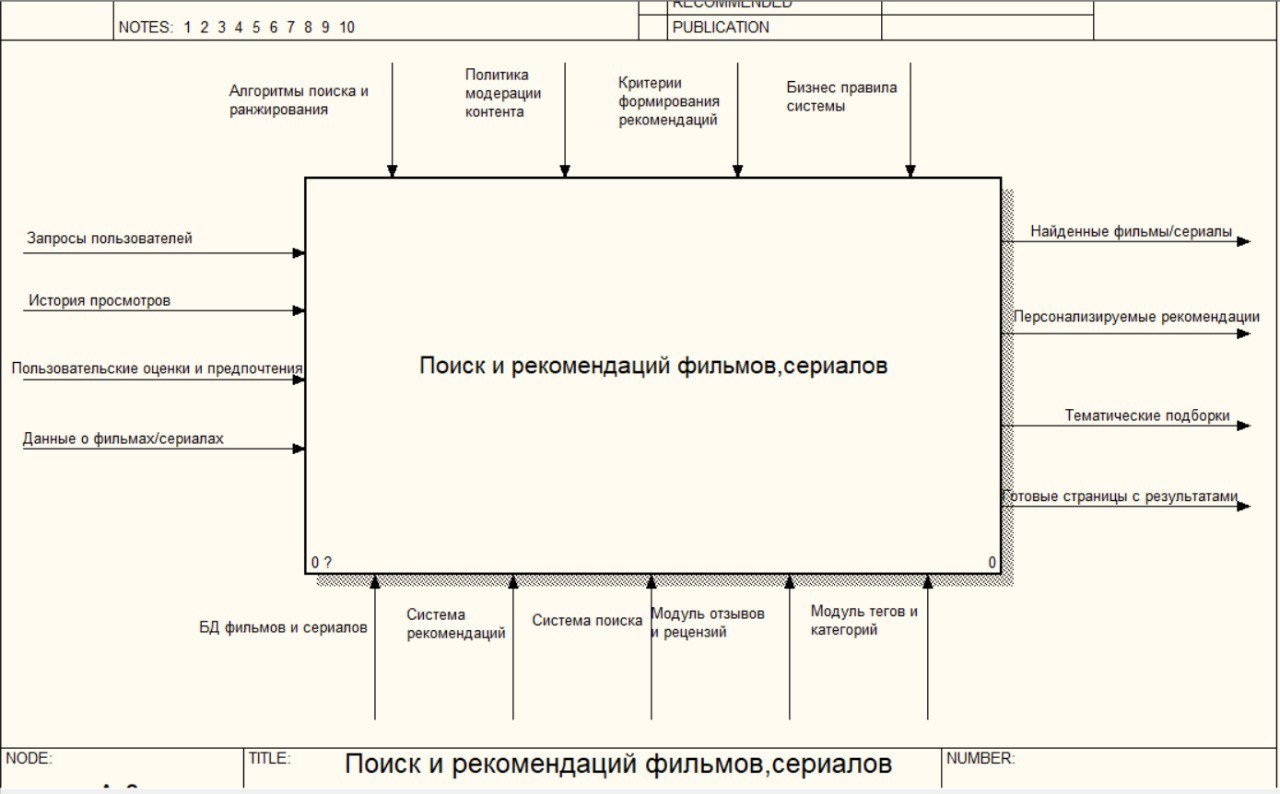 RECOMMENDED
NOTES: 1 2 3 4 5 6 7 8 9 10
PUBLICATION
Алгоритмы поиска и
ранжирования
Политика
модерации
контента
Критерии
формирования
рекомендаций
Бизнес правила
системы
Запросы пользователей
История просмотров
Пользовательские оценки и предпочтения
Данные о фильмах/сериалах
Поиск и рекомендаций фильмов,сериалов
0 ?
0
Найденные фильмы/сериалы
Персонализируемые рекомендации
Тематические подборки
Готовые страницы с результатами
БД фильмов и сериалов
Система
рекомендаций
Система поиска
Модуль отзывов
и рецензий
Модуль тегов и
категорий
NODE:
TITLE:
Поиск и рекомендаций фильмов,сериалов
NUMBER: